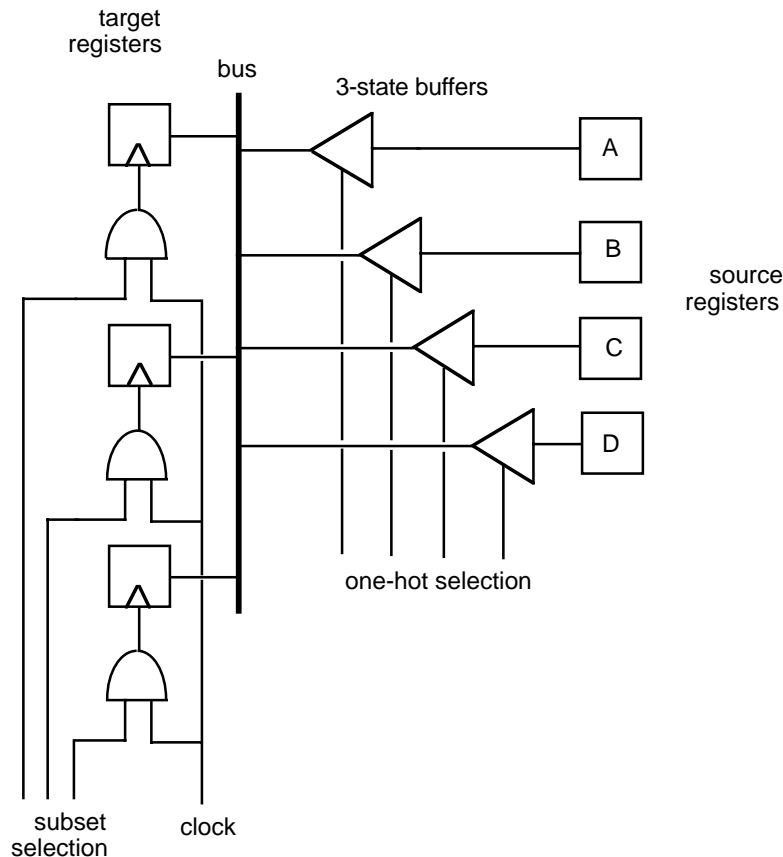 target
registers
bus
3-state buffers
A
B
source
registers
C
D
one-hot selection
subset
selection
clock